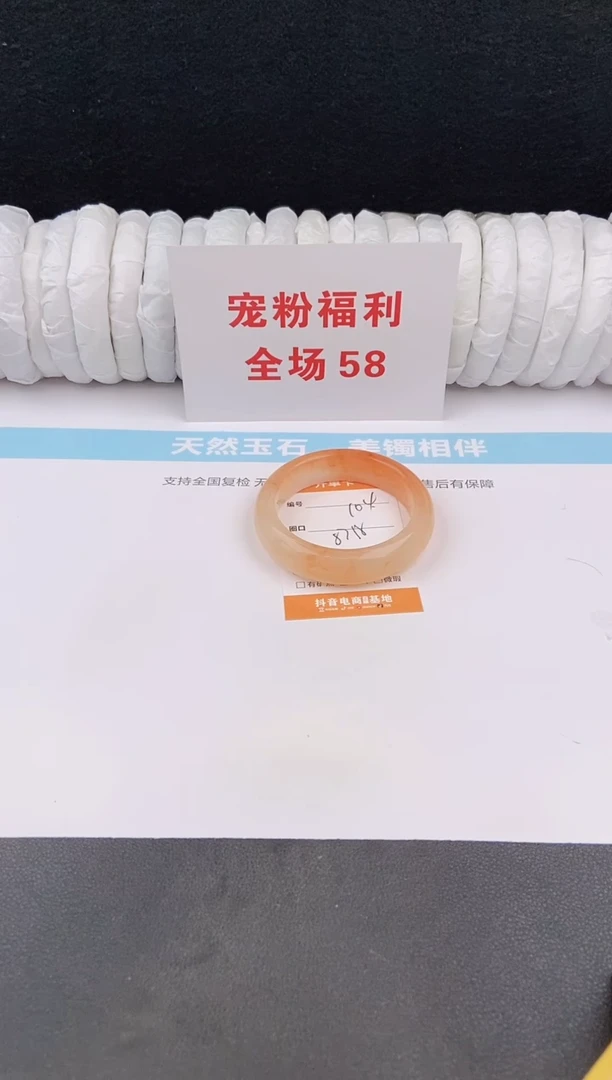 宠粉福利
全场58
天然玉石 美镯相伴
支持全国复检 无 售后有保障
编号 104
圈口
抖音电商 基地